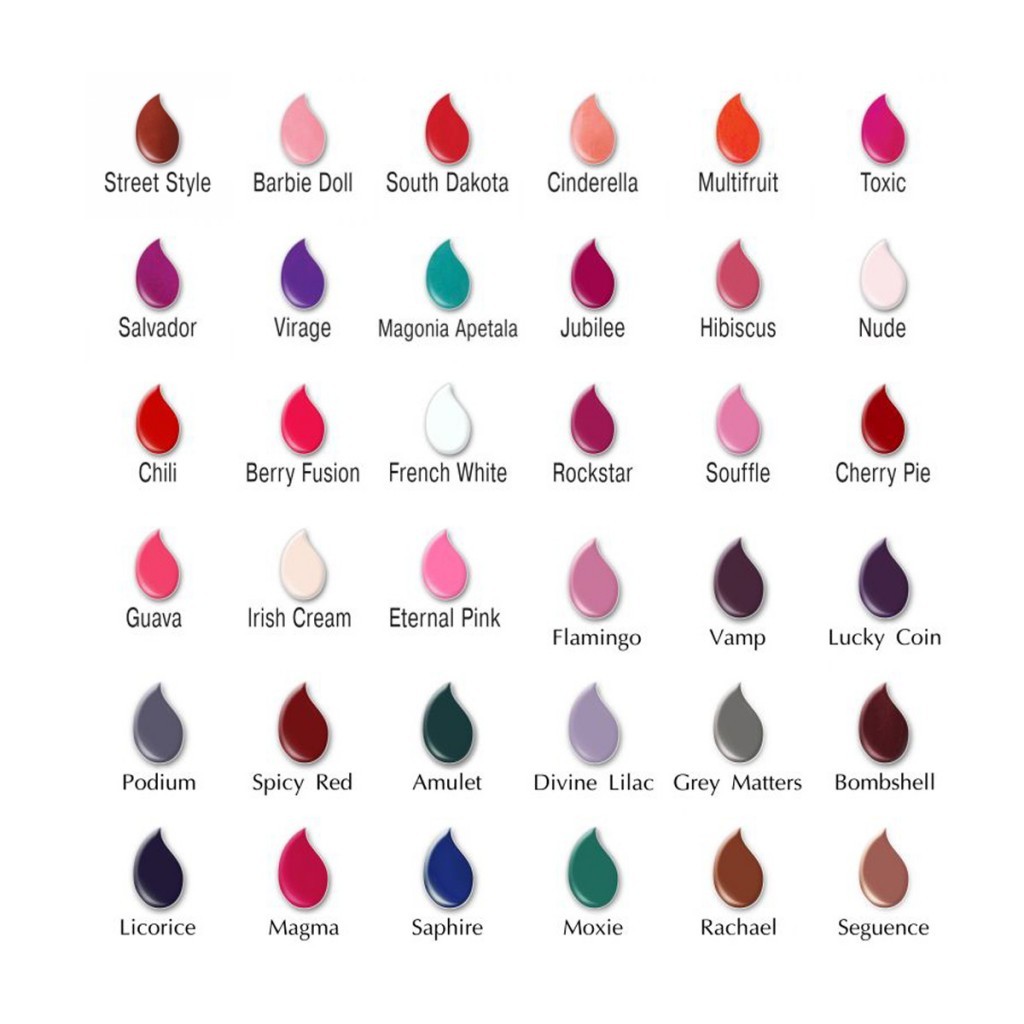 Street Style
Barbie Doll
South Dakota
Cinderella
Multifruit
Toxic
Salvador
Virage
Magonia Apetala
Jubilee
Hibiscus
Nude
Chili
Berry Fusion
French White
Rockstar
Souffle
Cherry Pie
Guava
Irish Cream
Eternal Pink
Flamingo
Vamp
Lucky Coin
Podium
Spicy Red
Amulet
Divine Lilac
Grey Matters
Bombshell
Licorice
Magma
Saphire
Moxie
Rachael
Seguence